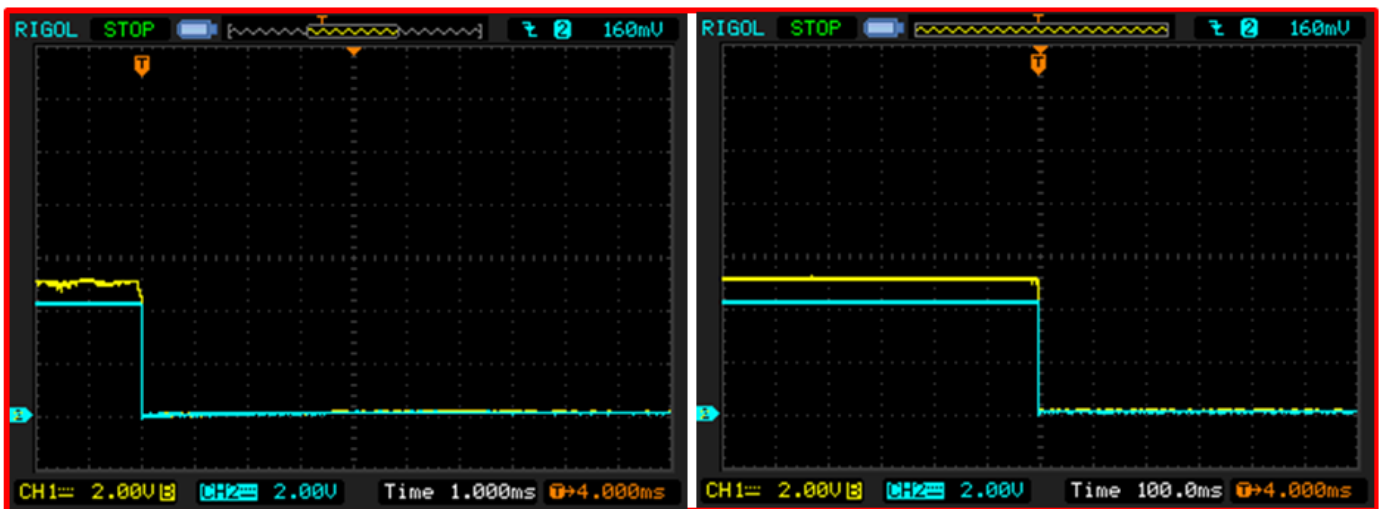 RIGOL STOP T 2 160mV
T
1
CH1 2.00V B CH2 2.00V Time 1.000ms T→4.000ms
RIGOL STOP T 2 160mV
T
1
CH1 2.00V B CH2 2.00V Time 100.0ms T→4.000ms